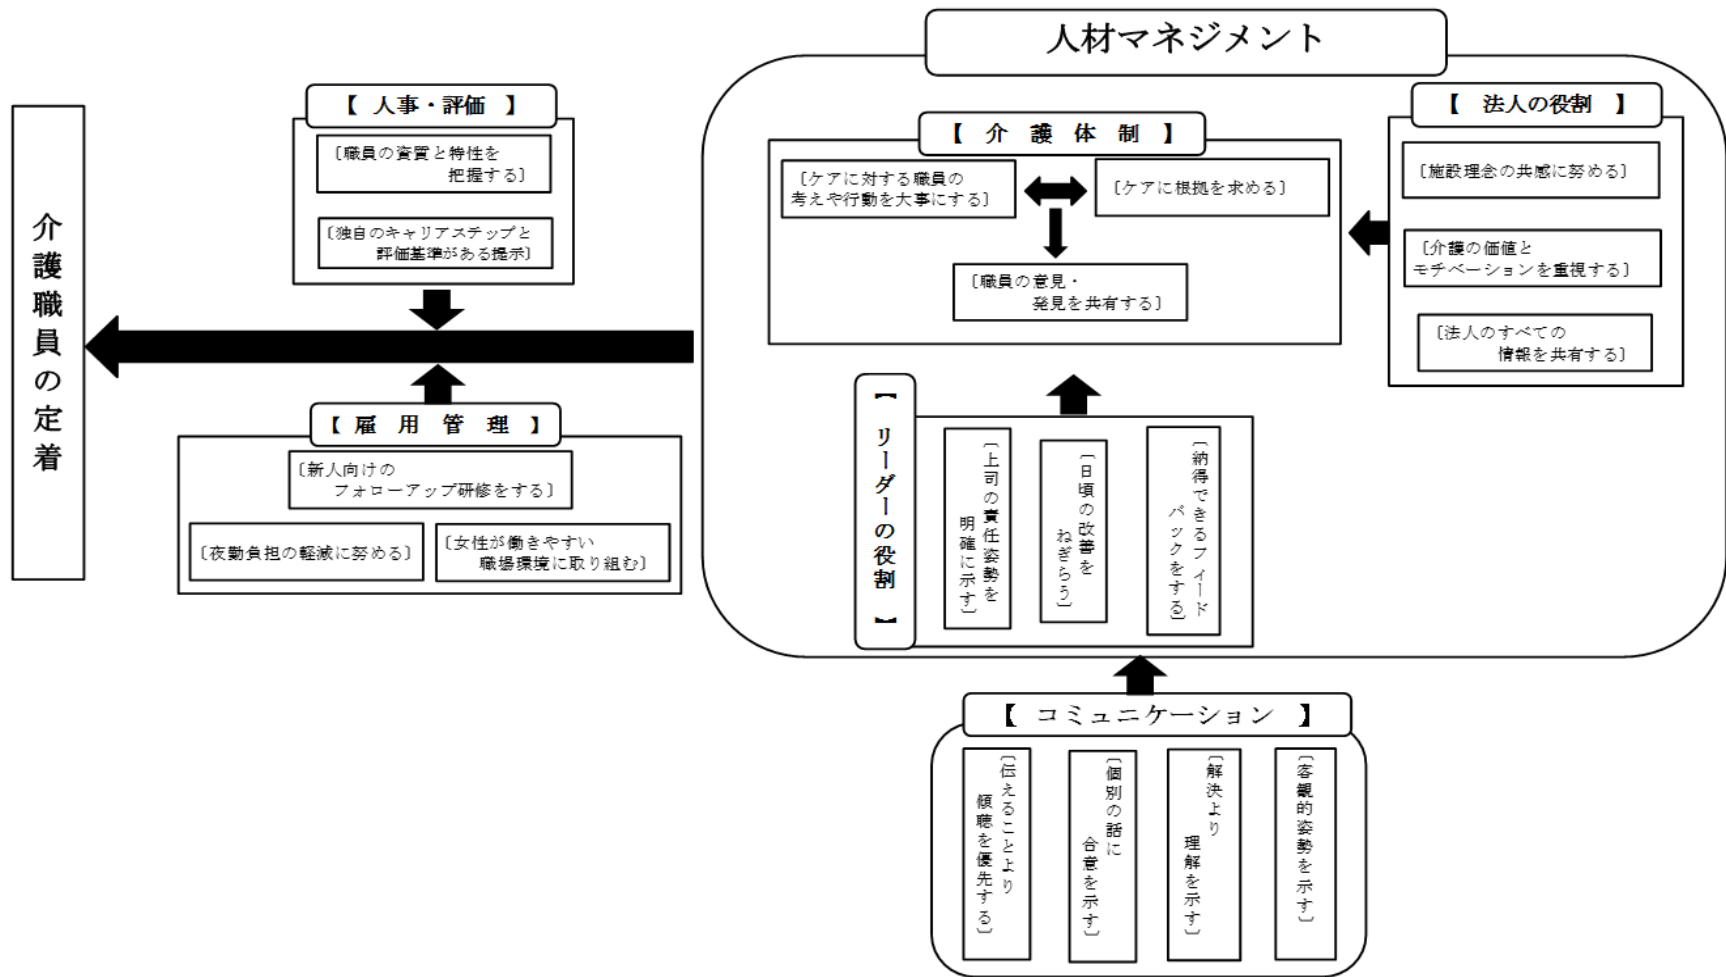 人材マネジメント
【 人事・評価 】
〔職員の資質と特性を
把握する〕
〔独自のキャリアステップと
評価基準がある提示〕
介護職員の定着
【 雇用管理 】
〔新人向けの
フォローアップ研修をする〕
〔夜勤負担の軽減に努める〕
〔女性が働きやすい
職場環境に取り組む〕
【 介護体制 】
〔ケアに対する職員の
考えや行動を大事にする〕
〔ケアに根拠を求める〕
〔職員の意見・
発見を共有する〕
【 法人の役割 】
〔施設理念の共感に努める〕
〔介護の価値と
モチベーションを重視する〕
〔法人のすべての
情報を共有する〕
【 リーダーの役割 】
〔上司の責任姿勢を
明確に示す〕
〔日頃の改善を
ねぎらう〕
〔納得できるフィード
バックをする〕
【 コミュニケーション 】
〔伝えることより
傾聴を優先する〕
〔個別の話に
合意を示す〕
〔解決より
理解を示す〕
〔客観的姿勢を示す〕